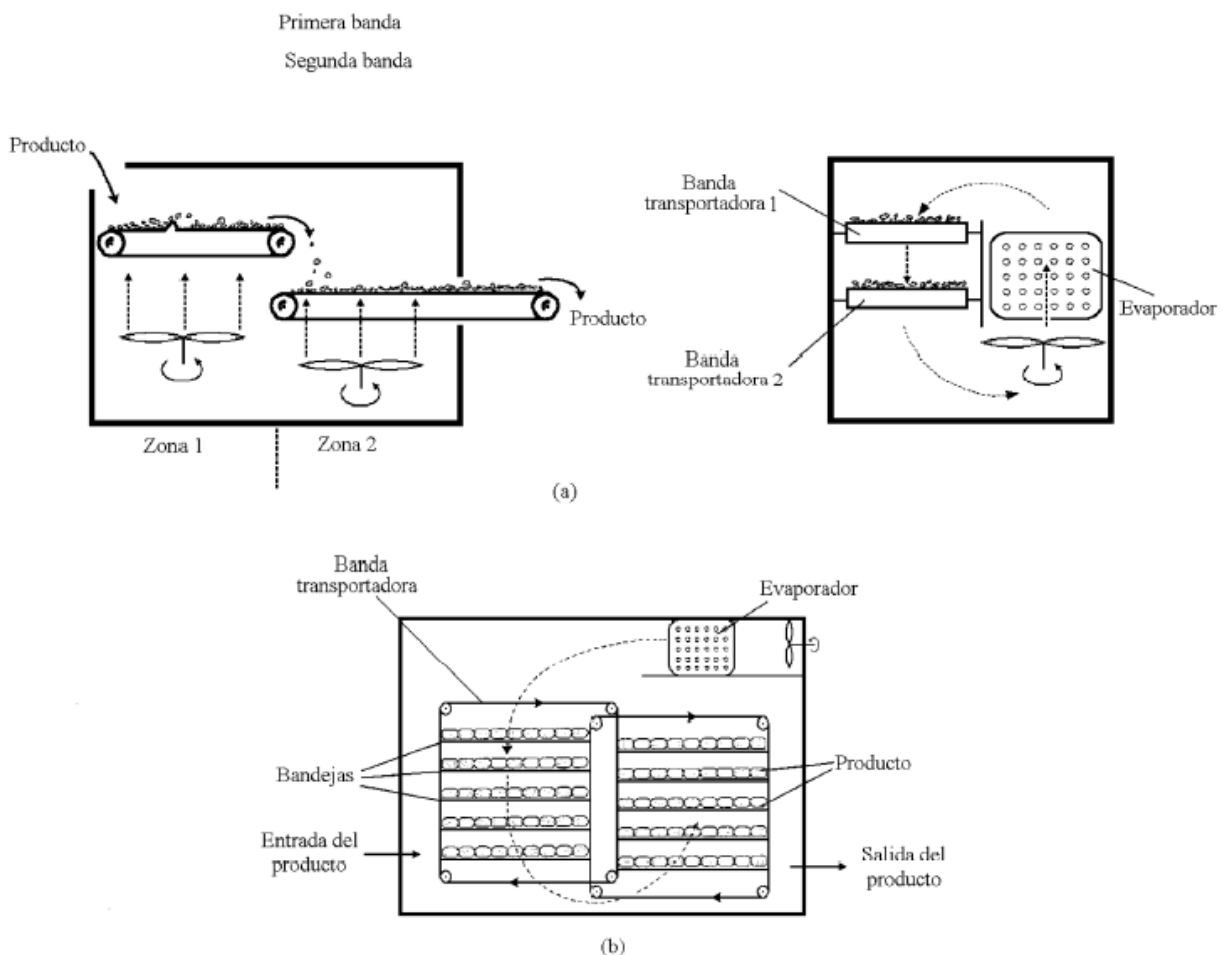 Primera banda
Segunda banda
Producto
Producto
Zona 1
Zona 2
Banda
transportadora 1
Banda
transportadora 2
Evaporador
(a)
Banda
transportadora
Evaporador
Bandejas
Producto
Entrada del
producto
Salida del
producto
(b)